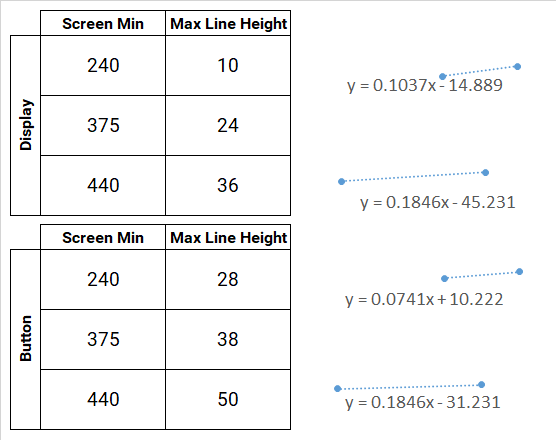 Screen Min Max Line Height
Display
240 10
y = 0.1037x - 14.889
375 24
440 36
y = 0.1846x - 45.231
Screen Min Max Line Height
Button
240 28
y = 0.0741x + 10.222
375 38
440 50
y = 0.1846x - 31.231